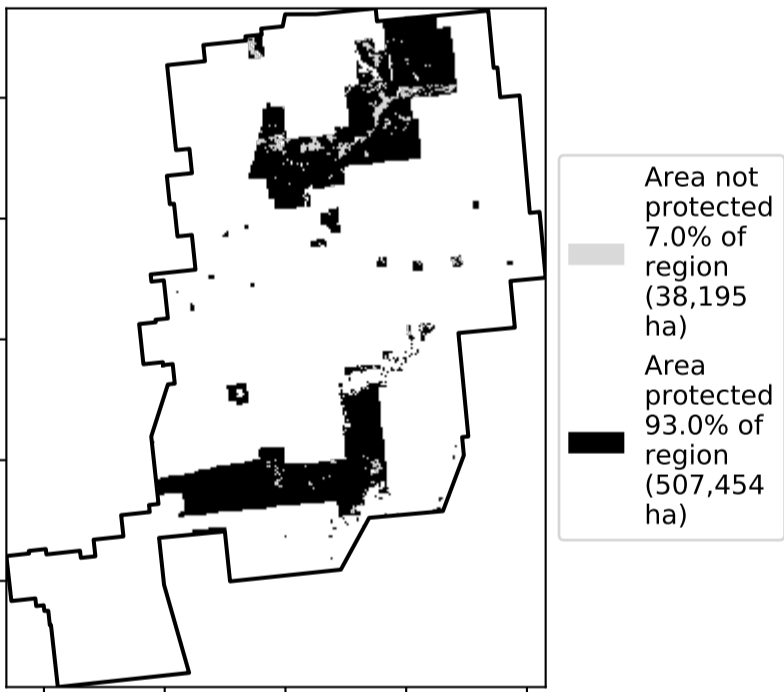 Area not
protected
7.0% of
region
(38,195
ha)
Area
protected
93.0% of
region
(507,454
ha)